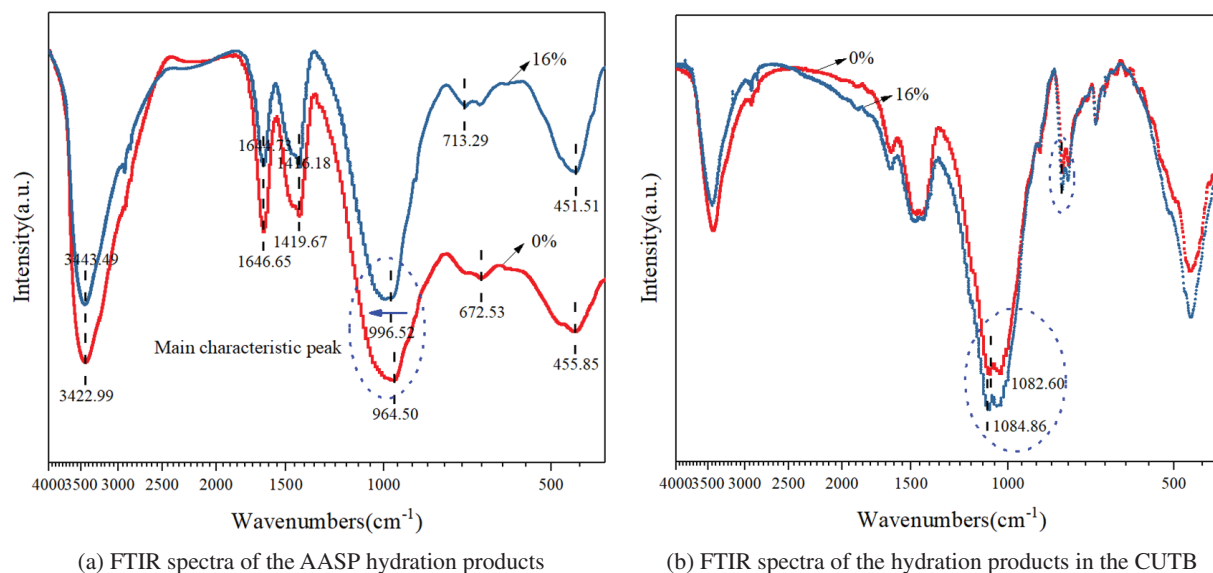 16%
1644.73
1416.18
713.29
451.51
1419.67
1646.65
0%
3443.49
672.53
996.52
Main characteristic peak
455.85
3422.99
964.50
Intensity(a.u.)
4000 3500 3000 2500 2000 1500 1000 500
Wavenumbers(cm⁻¹)
(a) FTIR spectra of the AASP hydration products
0%
16%
1082.60
1084.86
Intensity(a.u.)
4000 3500 3000 2500 2000 1500 1000 500
Wavenumbers(cm⁻¹)
(b) FTIR spectra of the hydration products in the CUTB